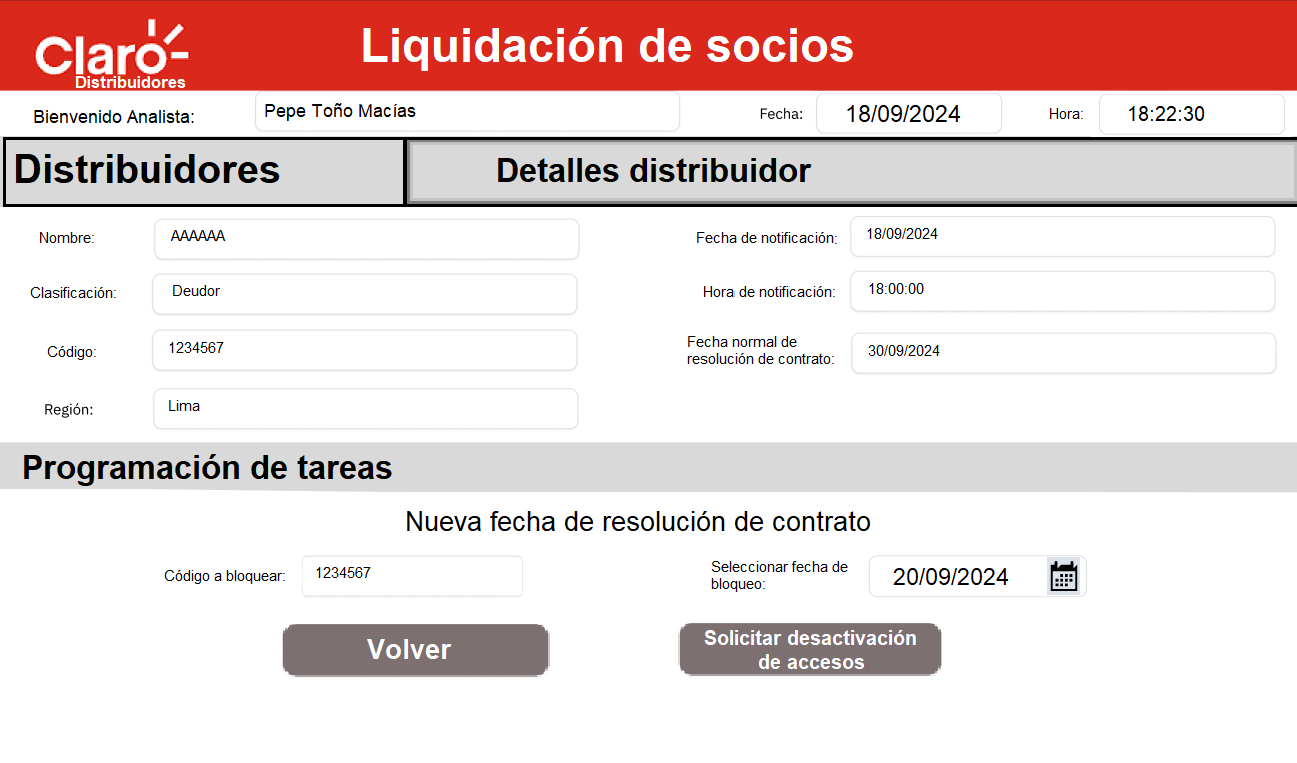 Claro
Distribuidores
Liquidación de socios
Bienvenido Analista:
Pepe Toño Macías
Fecha:
18/09/2024
Hora:
18:22:30
Distribuidores
Detalles distribuidor
Nombre:
AAAAAA
Fecha de notificación:
18/09/2024
Clasificación:
Deudor
Hora de notificación:
18:00:00
Código:
1234567
Fecha normal de
resolución de contrato:
30/09/2024
Región:
Lima
Programación de tareas
Nueva fecha de resolución de contrato
Código a bloquear:
1234567
Seleccionar fecha de
bloqueo:
20/09/2024
Volver
Solicitar desactivación
de accesos